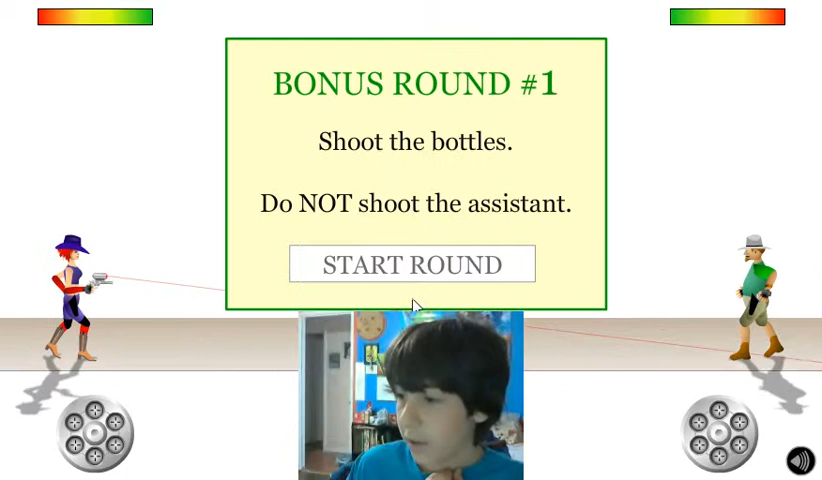 BONUS ROUND #1
Shoot the bottles.
Do NOT shoot the assistant.
START ROUND